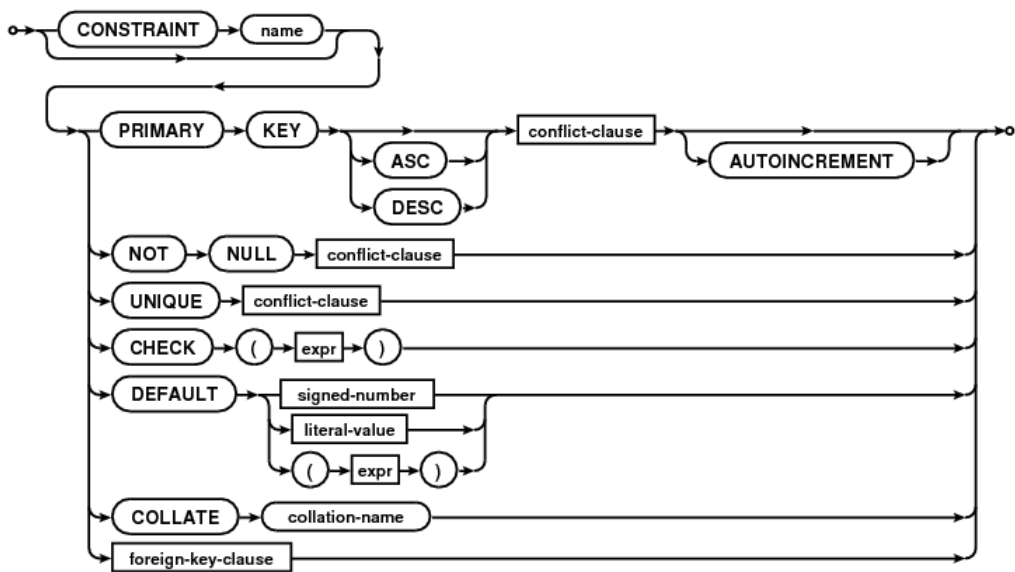 CONSTRAINT name
PRIMARY KEY conflict-clause
ASC AUTOINCREMENT
DESC
NOT NULL conflict-clause
UNIQUE conflict-clause
CHECK ( expr )
DEFAULT signed-number
literal-value
( expr )
COLLATE collation-name
foreign-key-clause